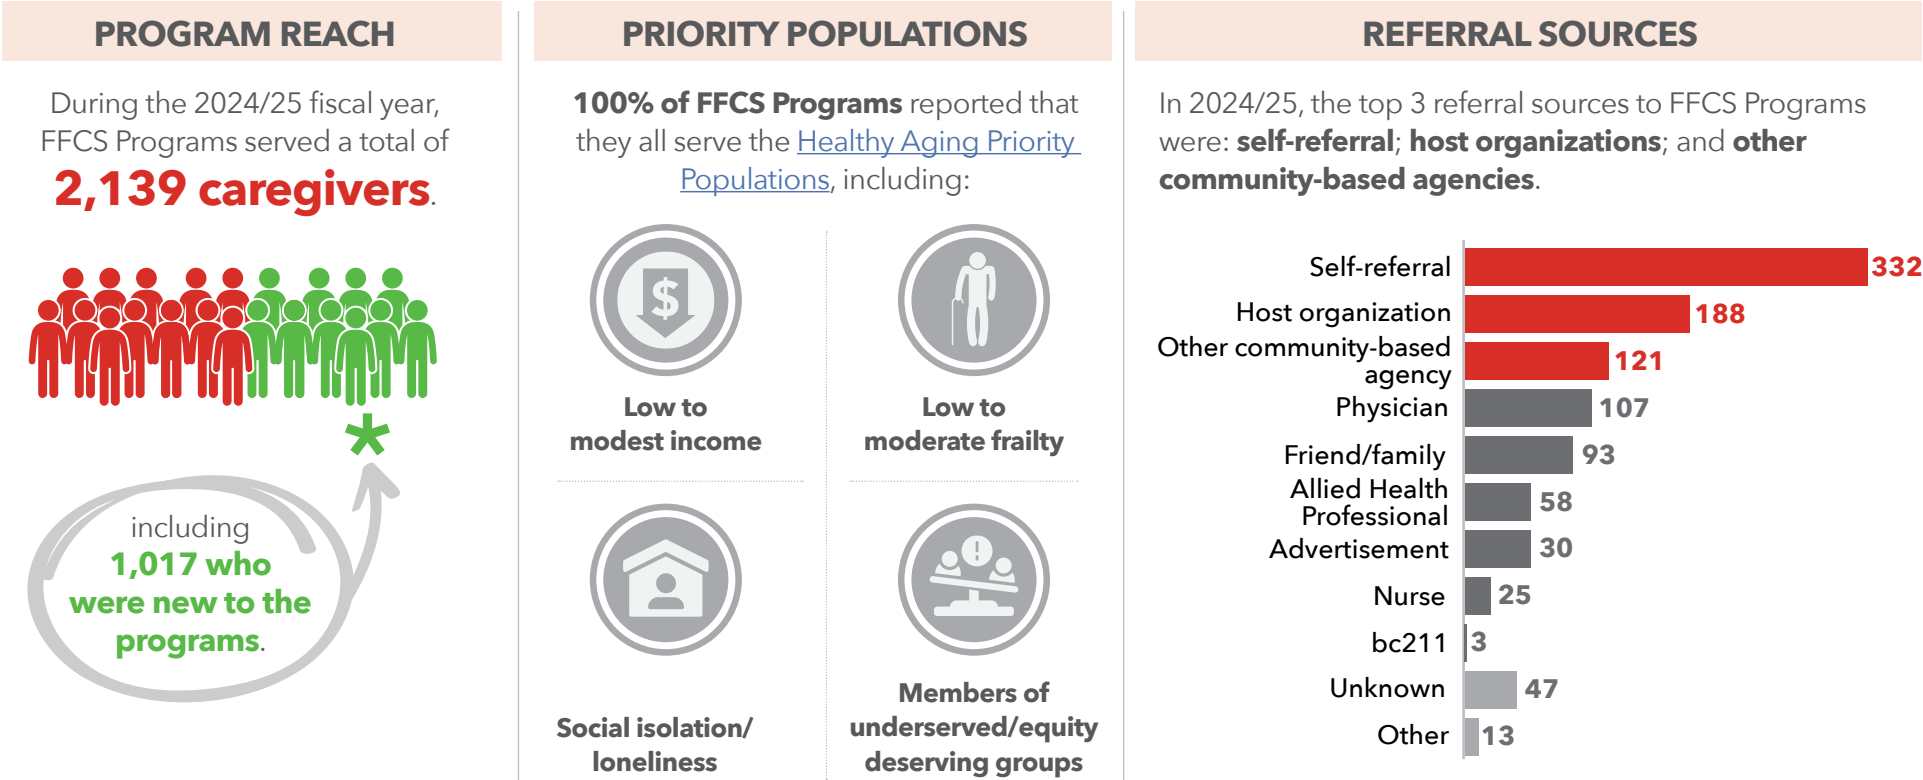 PROGRAM REACH
During the 2024/25 fiscal year,
FFCS Programs served a total of
2,139 caregivers.
*
including
1,017 who
were new to the
programs.
PRIORITY POPULATIONS
100% of FFCS Programs reported that
they all serve the Healthy Aging Priority
Populations, including:
$
Low to
modest income
Low to
moderate frailty
Social isolation/
loneliness
!
Members of
underserved/equity
deserving groups
REFERRAL SOURCES
In 2024/25, the top 3 referral sources to FFCS Programs
were: self-referral; host organizations; and other
community-based agencies.
Self-referral 332
Host organization 188
Other community-based
agency 121
Physician 107
Friend/family 93
Allied Health
Professional 58
Advertisement 30
Nurse 25
bc211 3
Unknown 47
Other 13